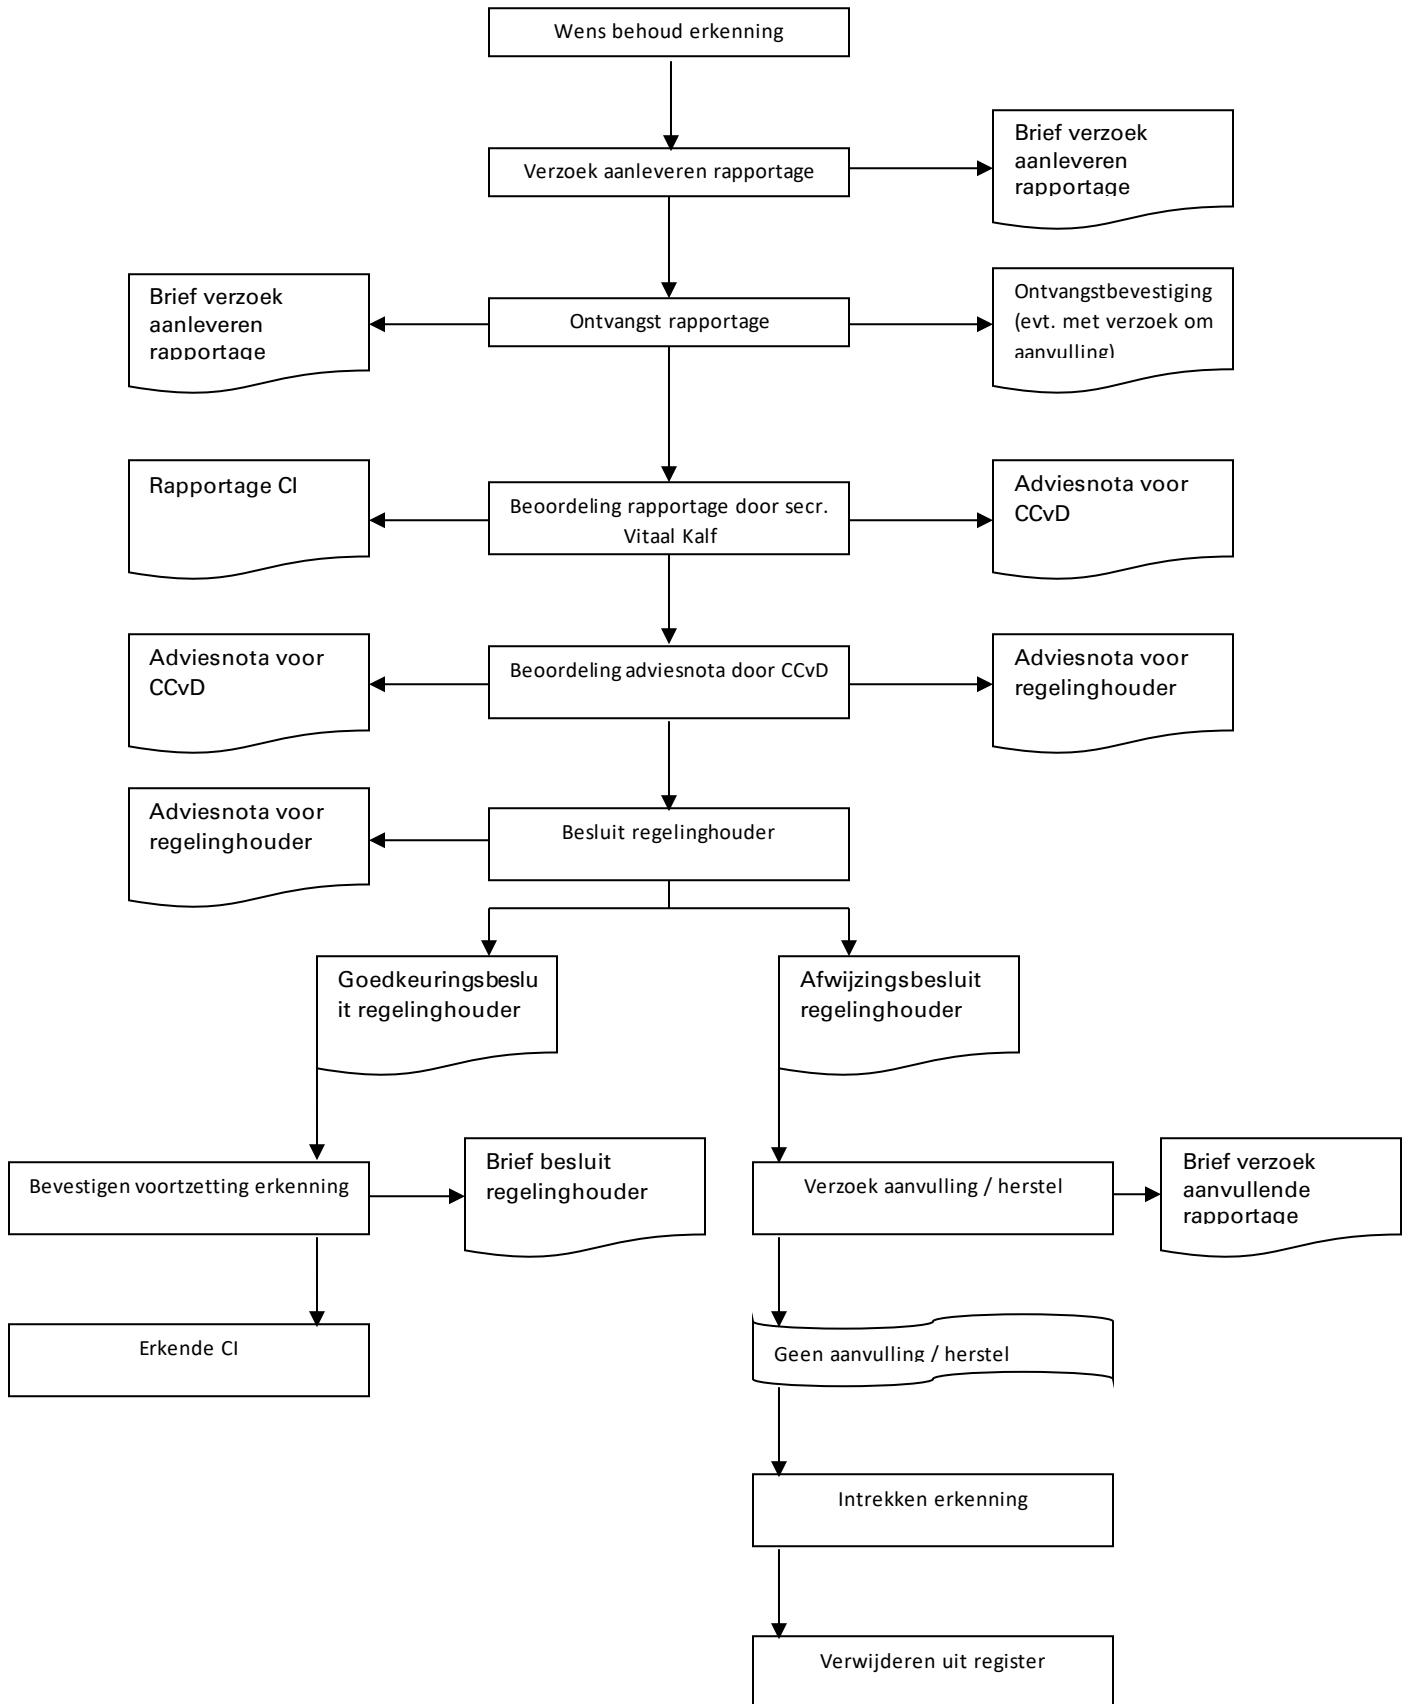 Wens behoud erkenning
Brief verzoek
aanleveren
rapportage
Verzoek aanleveren rapportage
Brief verzoek
aanleveren
rapportage
Ontvangst rapportage
Ontvangstbevestiging
(evt. met verzoek om
aanvulling)
Rapportage CI
Beoordeling rapportage door secr.
Vitaal Kalf
Adviesnota voor
CCvD
Adviesnota voor
CCvD
Beoordeling adviesnota door CCvD
Adviesnota voor
regelinghouder
Adviesnota voor
regelinghouder
Besluit regelinghouder
Goedkeuringsbeslu
it regelinghouder
Afwijzingsbesluit
regelinghouder
Bevestigen voortzetting erkenning
Brief besluit
regelinghouder
Verzoek aanvulling / herstel
Brief verzoek
aanvullende
rapportage
Erkende CI
Geen aanvulling / herstel
Intrekken erkenning
Verwijderen uit register